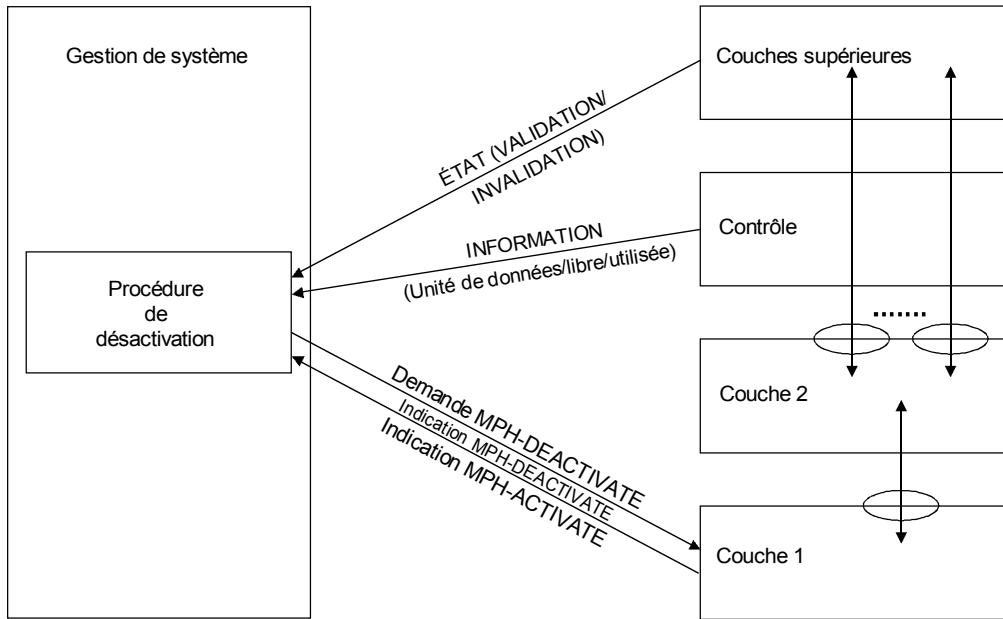 Gestion de système
Couches supérieures
ÉTAT (VALIDATION/
INVALIDATION)
Contrôle
INFORMATION
(Unité de données/libre/utilisée)
Procédure
de
désactivation
Demande MPH-DEACTIVATE
Indication MPH-DEACTIVATE
Indication MPH-ACTIVATE
Couche 2
Couche 1